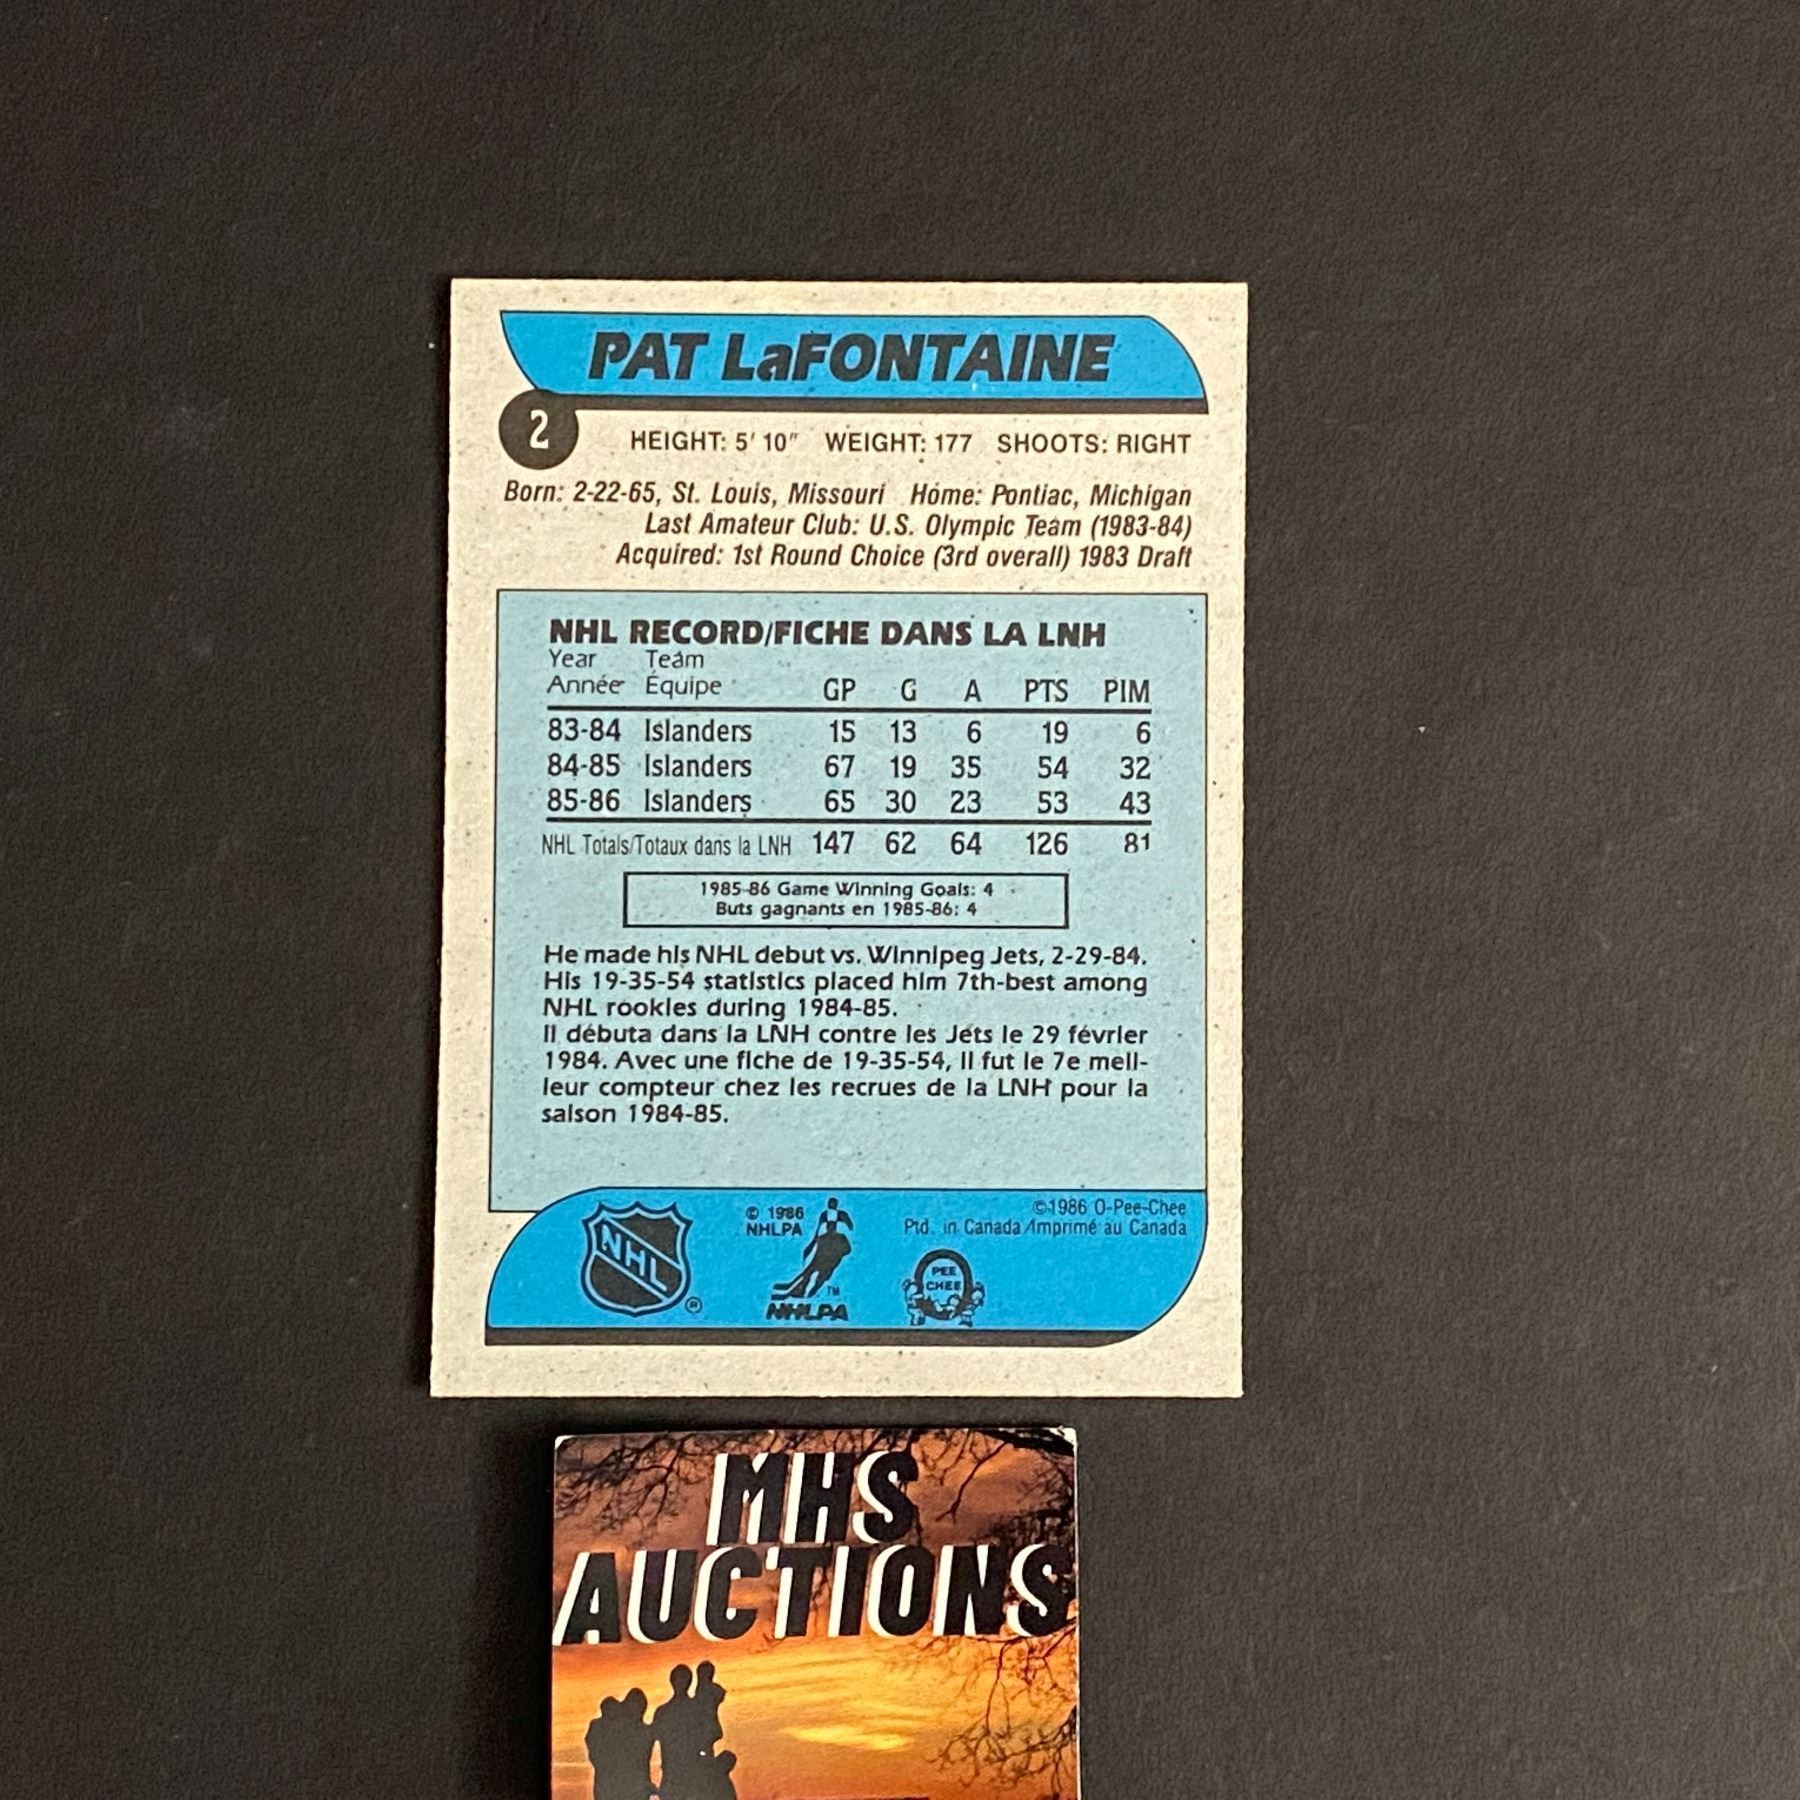 PAT LaFONTAINE
2
HEIGHT: 5' 10" WEIGHT: 177 SHOOTS: RIGHT
Born: 2-22-65, St. Louis, Missouri Home: Pontiac, Michigan
Last Amateur Club: U.S. Olympic Team (1983-84)
Acquired: 1st Round Choice (3rd overall) 1983 Draft
NHL RECORD/FICHE DANS LA LNH
Year Team
Année Équipe GP G A PTS PIM
83-84 Islanders 15 13 6 19 6
84-85 Islanders 67 19 35 54 32
85-86 Islanders 65 30 23 53 43
NHL Totals/Totaux dans la LNH 147 62 64 126 81
1985-86 Game Winning Goals: 4
Buts gagnants en 1985-86: 4
He made his NHL debut vs. Winnipeg Jets, 2-29-84.
His 19-35-54 statistics placed him 7th-best among
NHL rookies during 1984-85.
Il débuta dans la LNH contre les Jets le 29 février
1984. Avec une fiche de 19-35-54, il fut le 7e meil-
leur compteur chez les recrues de la LNH pour la
saison 1984-85.
NHL
®
© 1986
NHLPA
TM
NHLPA
©1986 O-Pee-Chee
Ptd. in Canada/Imprimé au Canada
PEE
CHEE
MHS
AUCTIONS